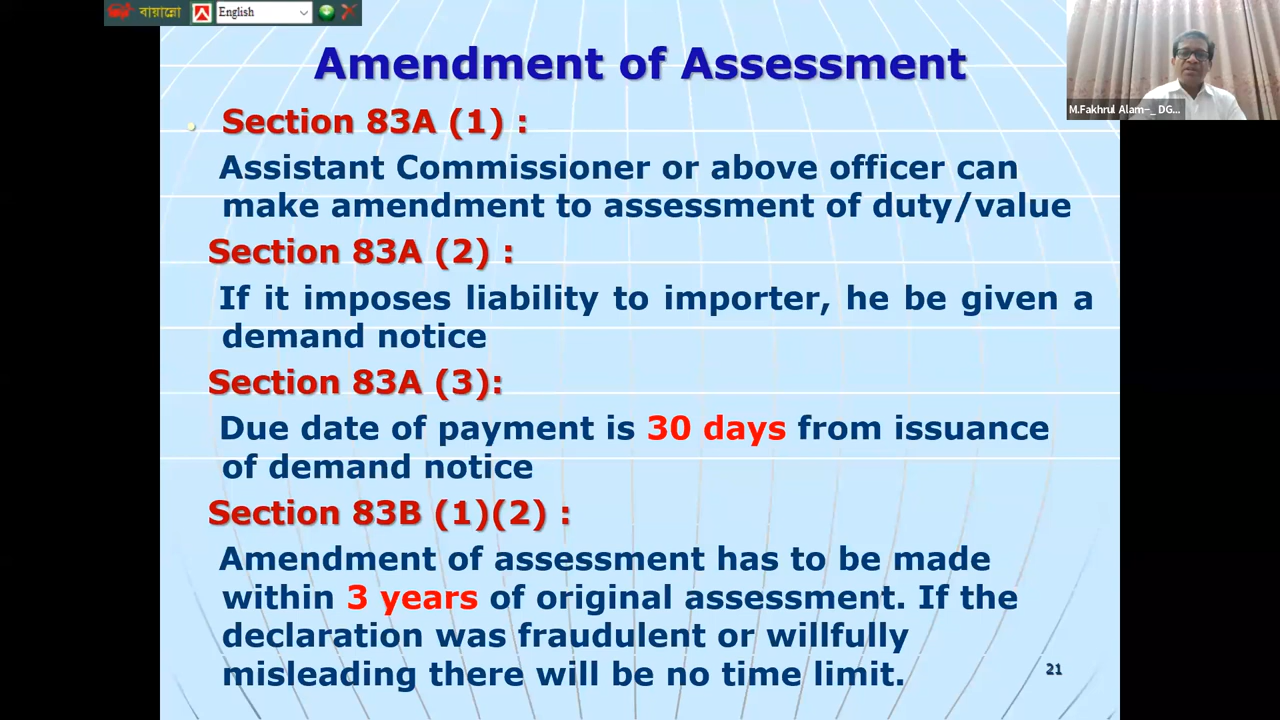 বায়ান্নো English
M.Fakhrul Alam~_ DG...
Amendment of Assessment
Section 83A (1) :
Assistant Commissioner or above officer can
make amendment to assessment of duty/value
Section 83A (2) :
If it imposes liability to importer, he be given a
demand notice
Section 83A (3):
Due date of payment is 30 days from issuance
of demand notice
Section 83B (1)(2) :
Amendment of assessment has to be made
within 3 years of original assessment. If the
declaration was fraudulent or willfully
misleading there will be no time limit.
21